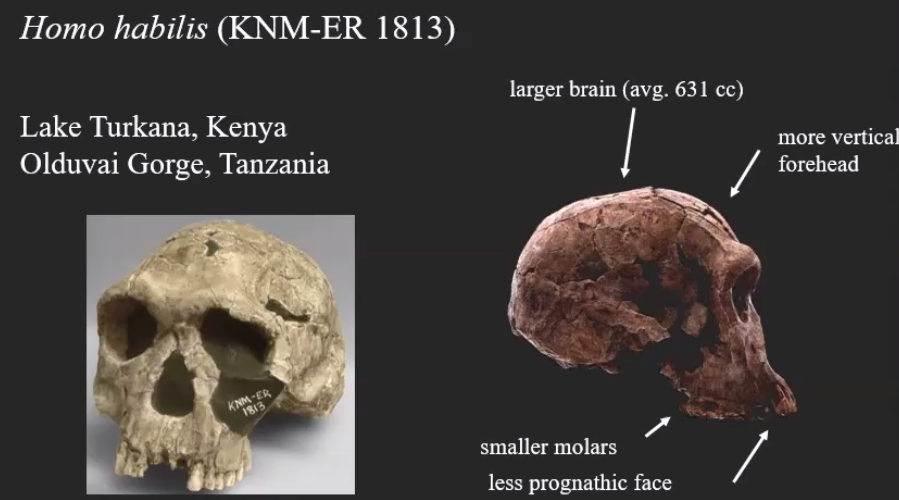 Homo habilis (KNM-ER 1813)
Lake Turkana, Kenya
Olduvai Gorge, Tanzania
larger brain (avg. 631 cc)
more vertical
forehead
KNM-ER
1813
smaller molars
less prognathic face